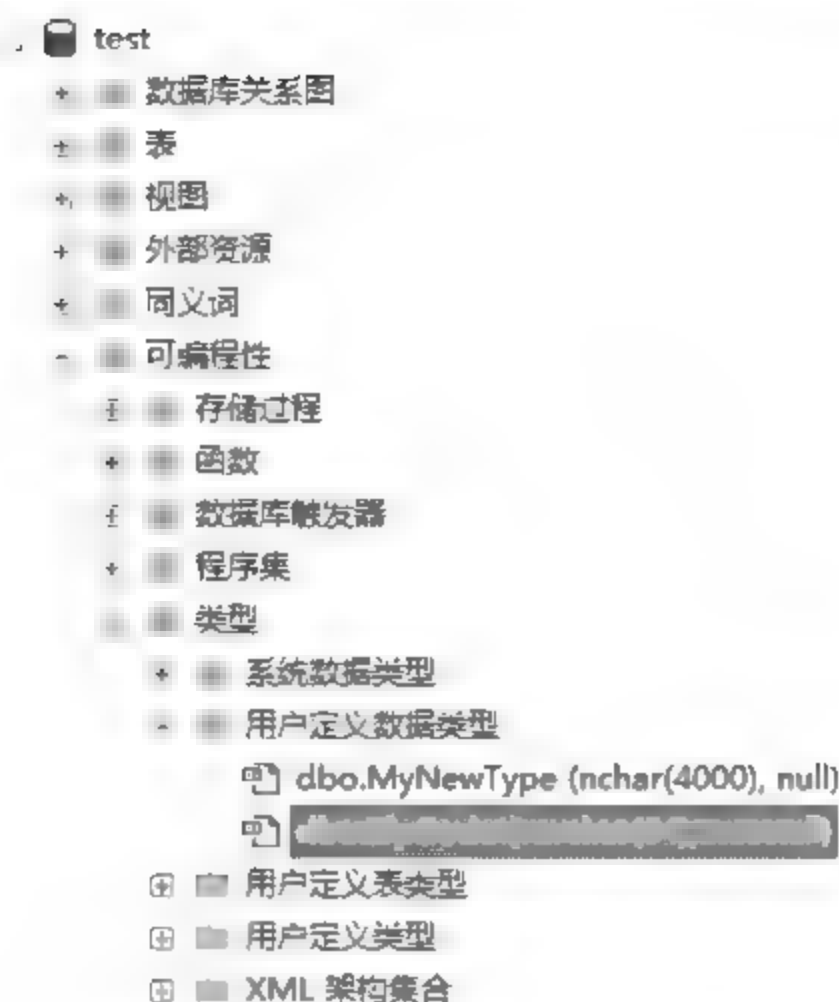 test
数据库关系图
表
视图
外部资源
同义词
可编程性
存储过程
函数
数据库触发器
程序集
类型
系统数据类型
用户定义数据类型
dbo.MyNewType (nchar(4000), null)
用户定义表类型
用户定义类型
XML 架构集合